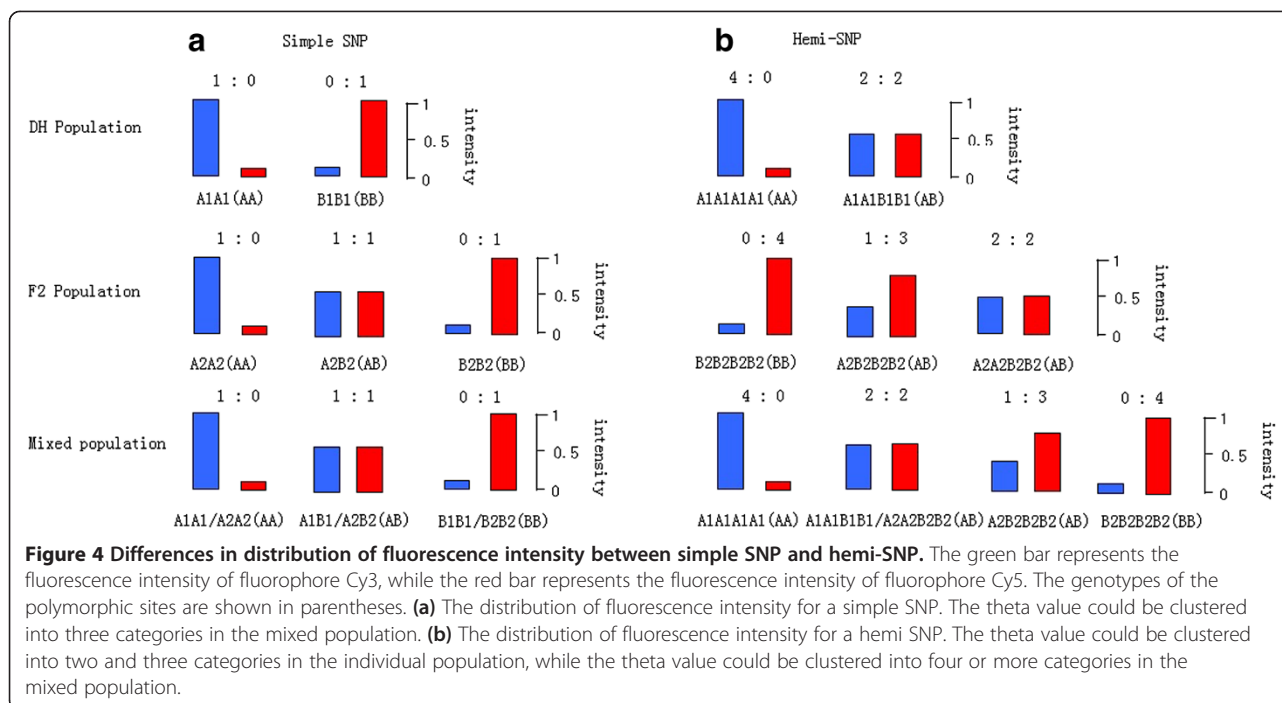 a
Simple SNP
b
Hemi-SNP
DH Population
1 : 0
0 : 1
4 : 0
2 : 2
1
0.5
0
intensity
1
0.5
0
intensity
A1A1(AA)
B1B1(BB)
A1A1A1A1(AA)
A1A1B1B1(AB)
F2 Population
1 : 0
1 : 1
0 : 1
0 : 4
1 : 3
2 : 2
1
0.5
0
intensity
1
0.5
0
intensity
A2A2(AA)
A2B2(AB)
B2B2(BB)
B2B2B2B2(BB)
A2B2B2B2(AB)
A2A2B2B2(AB)
Mixed population
1 : 0
1 : 1
0 : 1
4 : 0
2 : 2
1 : 3
0 : 4
1
0.5
0
intensity
1
0.5
0
intensity
A1A1/A2A2(AA)
A1B1/A2B2(AB)
B1B1/B2B2(BB)
A1A1A1A1(AA)
A1A1B1B1/A2A2B2B2(AB)
A2B2B2B2(AB)
B2B2B2B2(BB)
Figure 4 Differences in distribution of fluorescence intensity between simple SNP and hemi-SNP. The green bar represents the
fluorescence intensity of fluorophore Cy3, while the red bar represents the fluorescence intensity of fluorophore Cy5. The genotypes of the
polymorphic sites are shown in parentheses. (a) The distribution of fluorescence intensity for a simple SNP. The theta value could be clustered
into three categories in the mixed population. (b) The distribution of fluorescence intensity for a hemi SNP. The theta value could be clustered
into two and three categories in the individual population, while the theta value could be clustered into four or more categories in the
mixed population.